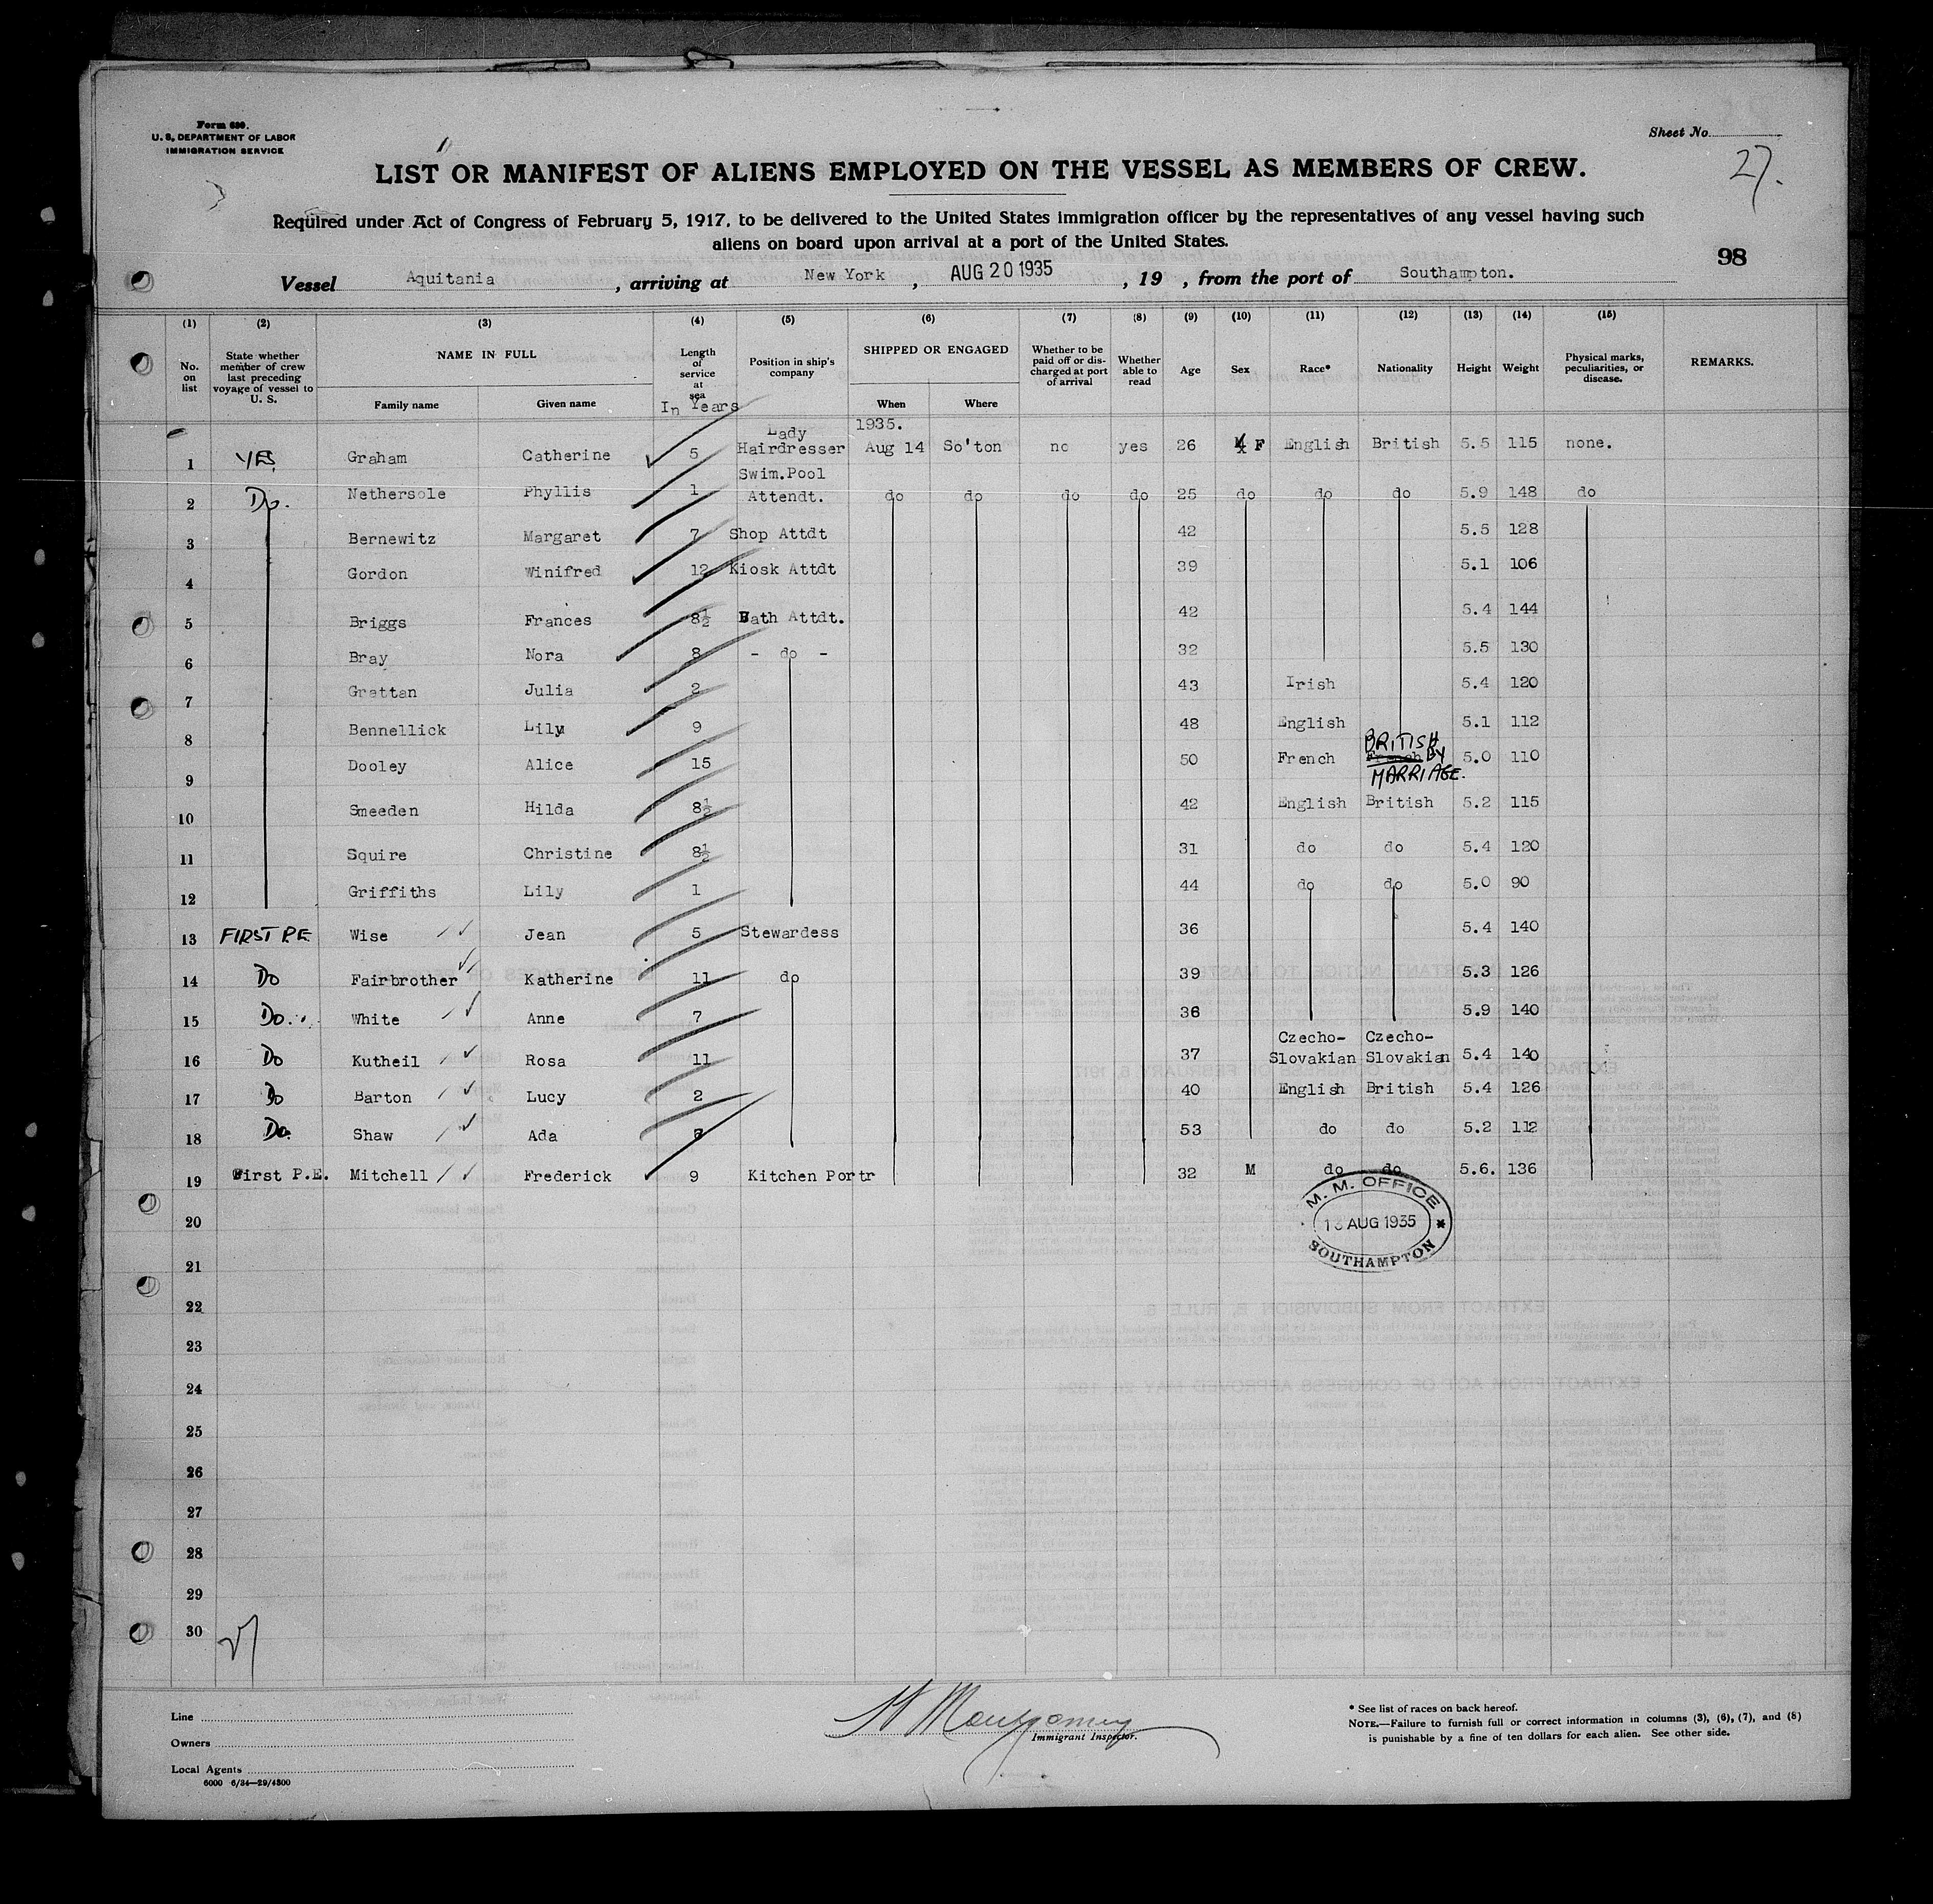 Form 680.
U. S. DEPARTMENT OF LABOR
IMMIGRATION SERVICE
Sheet No.
27.
LIST OR MANIFEST OF ALIENS EMPLOYED ON THE VESSEL AS MEMBERS OF CREW.
Required under Act of Congress of February 5, 1917, to be delivered to the United States immigration officer by the representatives of any vessel having such
aliens on board upon arrival at a port of the United States.
98
Vessel Aquitania, arriving at New York, AUG 20 1935, 19 , from the port of Southampton.
(1) (2) (3) (4) (5) (6) (7) (8) (9) (10) (11) (12) (13) (14) (15)
No. on list
State whether member of crew last preceding voyage of vessel to U. S.
NAME IN FULL
Family name
Given name
Length of service at sea
In Years
Position in ship's company
SHIPPED OR ENGAGED
When
Where
Whether to be paid off or discharged at port of arrival
Whether able to read
Age
Sex
Race*
Nationality
Height
Weight
Physical marks, peculiarities, or disease.
REMARKS.
1935.
1 YES Graham Catherine 5 Lady Hairdresser Aug 14 So'ton no yes 26 F English British 5.5 115 none.
2 Do. Nethersole Phyllis 1 Swim.Pool Attendt. do do do do 25 do do do 5.9 148 do
3 Bernewitz Margaret 7 Shop Attdt 42 5.5 128
4 Gordon Winifred 12 Kiosk Attdt 39 5.1 106
5 Briggs Frances 8½ Bath Attdt. 42 5.4 144
6 Bray Nora 8 - do - 32 5.5 130
7 Grattan Julia 2 43 Irish 5.4 120
8 Bennellick Lily 9 48 English 5.1 112
9 Dooley Alice 15 50 French French BRITISH BY MARRIAGE. 5.0 110
10 Smeeden Hilda 8½ 42 English British 5.2 115
11 Squire Christine 8½ 31 do do 5.4 120
12 Griffiths Lily 1 44 do do 5.0 90
13 FIRST P.E. Wise Jean 5 Stewardess 36 5.4 140
14 Do Fairbrother Katherine 11 do 39 5.3 126
15 Do. White Anne 7 36 5.9 140
16 Do Kutheil Rosa 11 37 Czecho-Slovakian Czecho-Slovakian 5.4 140
17 Do Barton Lucy 2 40 English British 5.4 126
18 Do. Shaw Ada 53 do do 5.2 112
19 First P.E. Mitchell Frederick 9 Kitchen Portr 32 M do do 5.6. 136
M. M. OFFICE
AUG 1935
SOUTHAMPTON
20
21
22
23
24
25
26
27
28
29
30
27
Line
Owners
Local Agents
6000 6/34—29/4300
H Montgomery
Immigrant Inspector.
* See list of races on back hereof.
NOTE.—Failure to furnish full or correct information in columns (3), (6), (7), and (8)
is punishable by a fine of ten dollars for each alien. See other side.